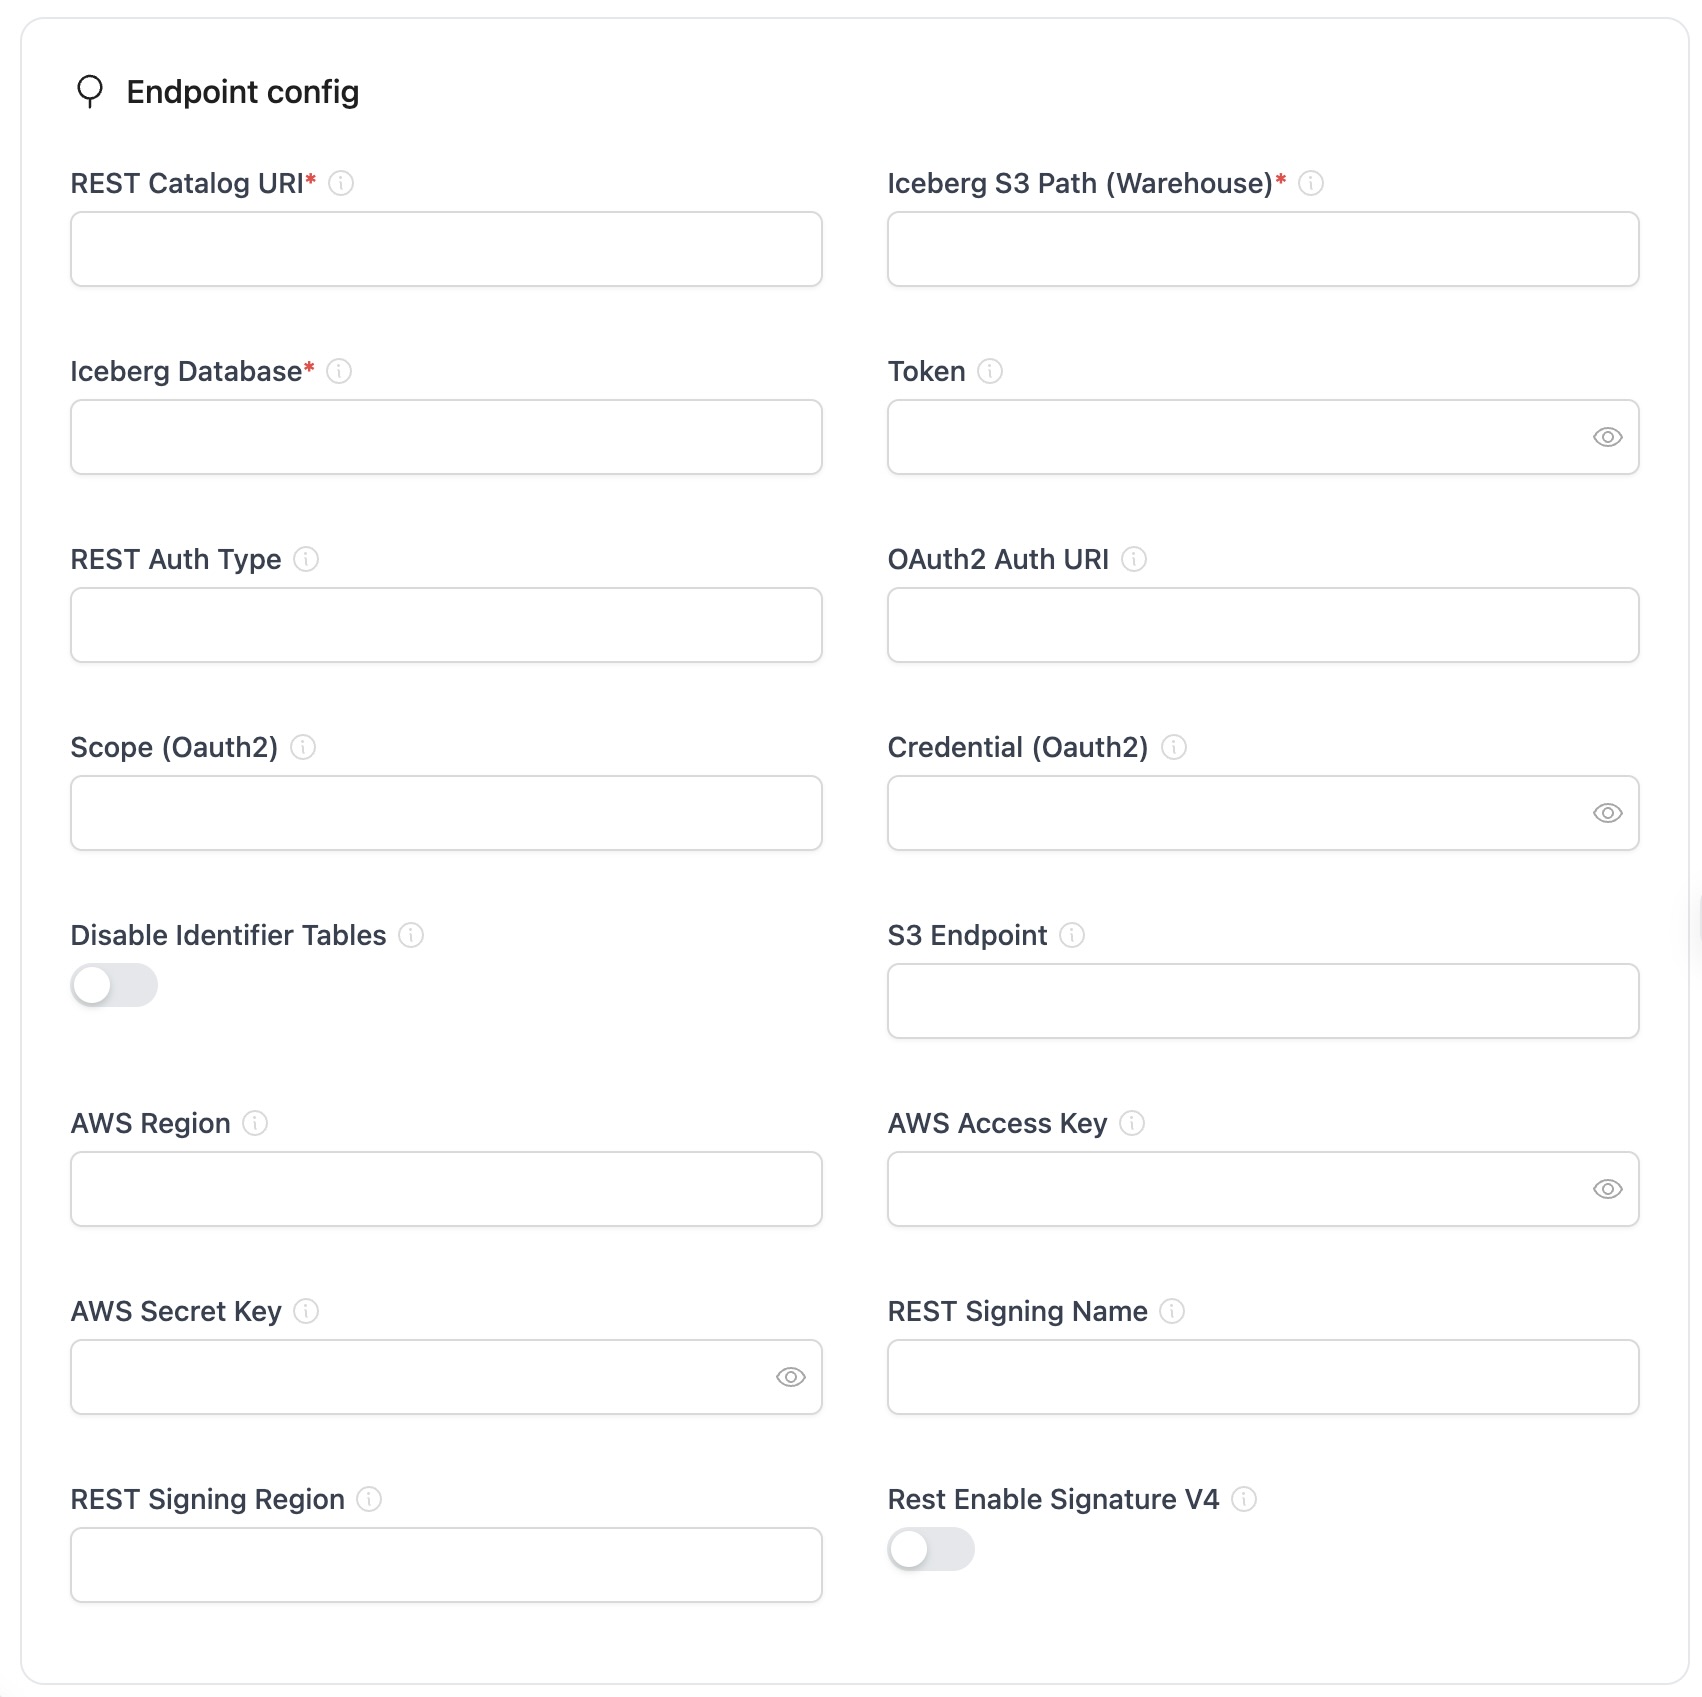 Endpoint config
REST Catalog URI*
Iceberg S3 Path (Warehouse)*
Iceberg Database*
Token
REST Auth Type
OAuth2 Auth URI
Scope (Oauth2)
Credential (Oauth2)
Disable Identifier Tables
S3 Endpoint
AWS Region
AWS Access Key
AWS Secret Key
REST Signing Name
REST Signing Region
Rest Enable Signature V4